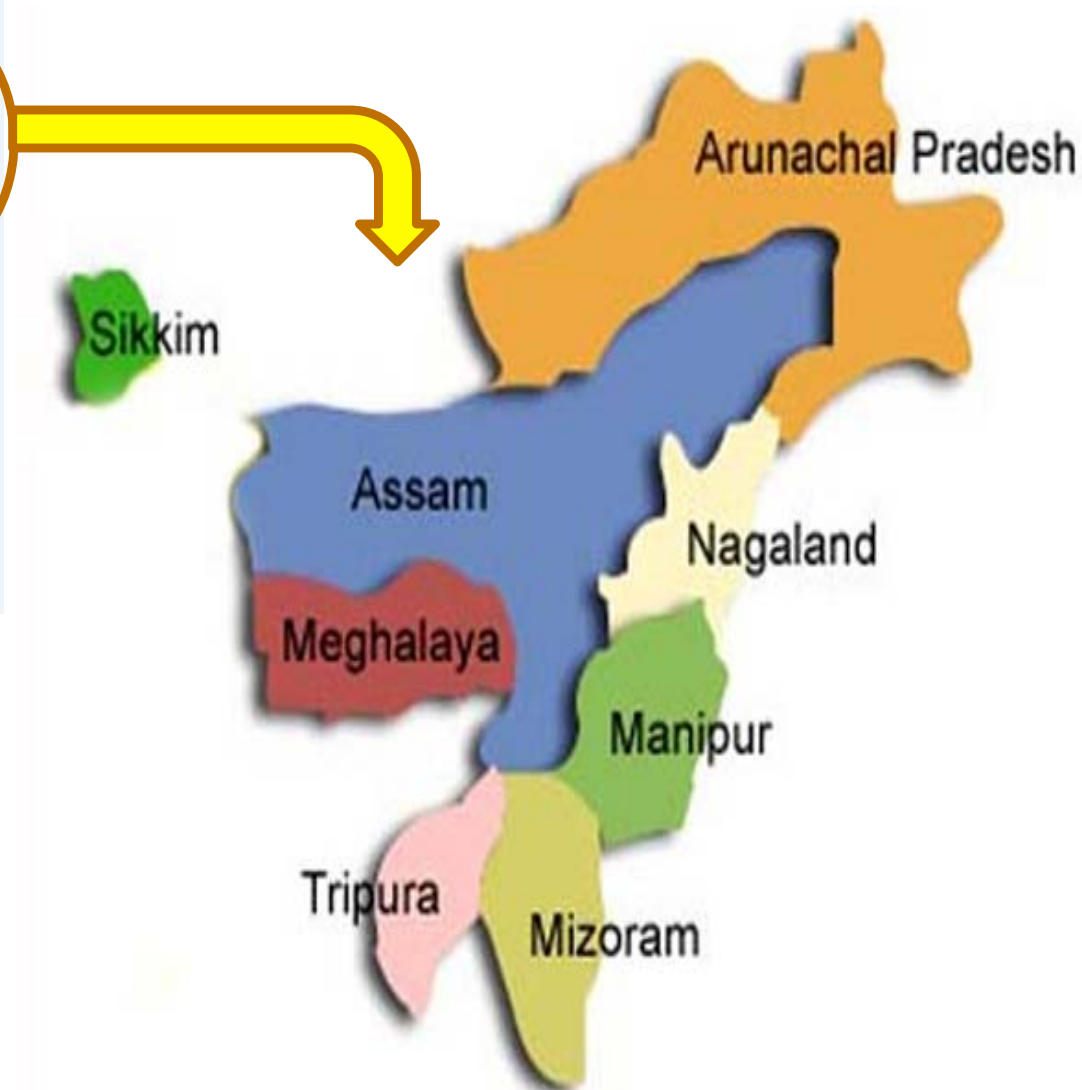 Arunachal Pradesh
Sikkim
Assam
Nagaland
Meghalaya
Manipur
Tripura
Mizoram